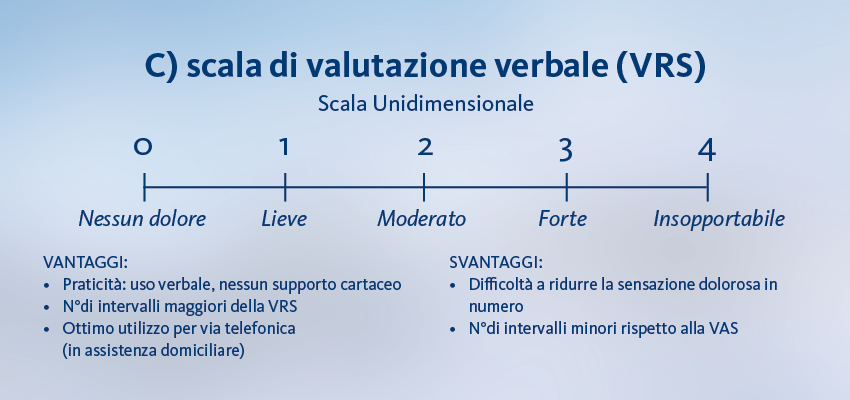 C) scala di valutazione verbale (VRS)
Scala Unidimensionale
0 1 2 3 4
Nessun dolore Lieve Moderato Forte Insopportabile
VANTAGGI:
• Praticità: uso verbale, nessun supporto cartaceo
• N°di intervalli maggiori della VRS
• Ottimo utilizzo per via telefonica
(in assistenza domiciliare)
SVANTAGGI:
• Difficoltà a ridurre la sensazione dolorosa in
numero
• N°di intervalli minori rispetto alla VAS